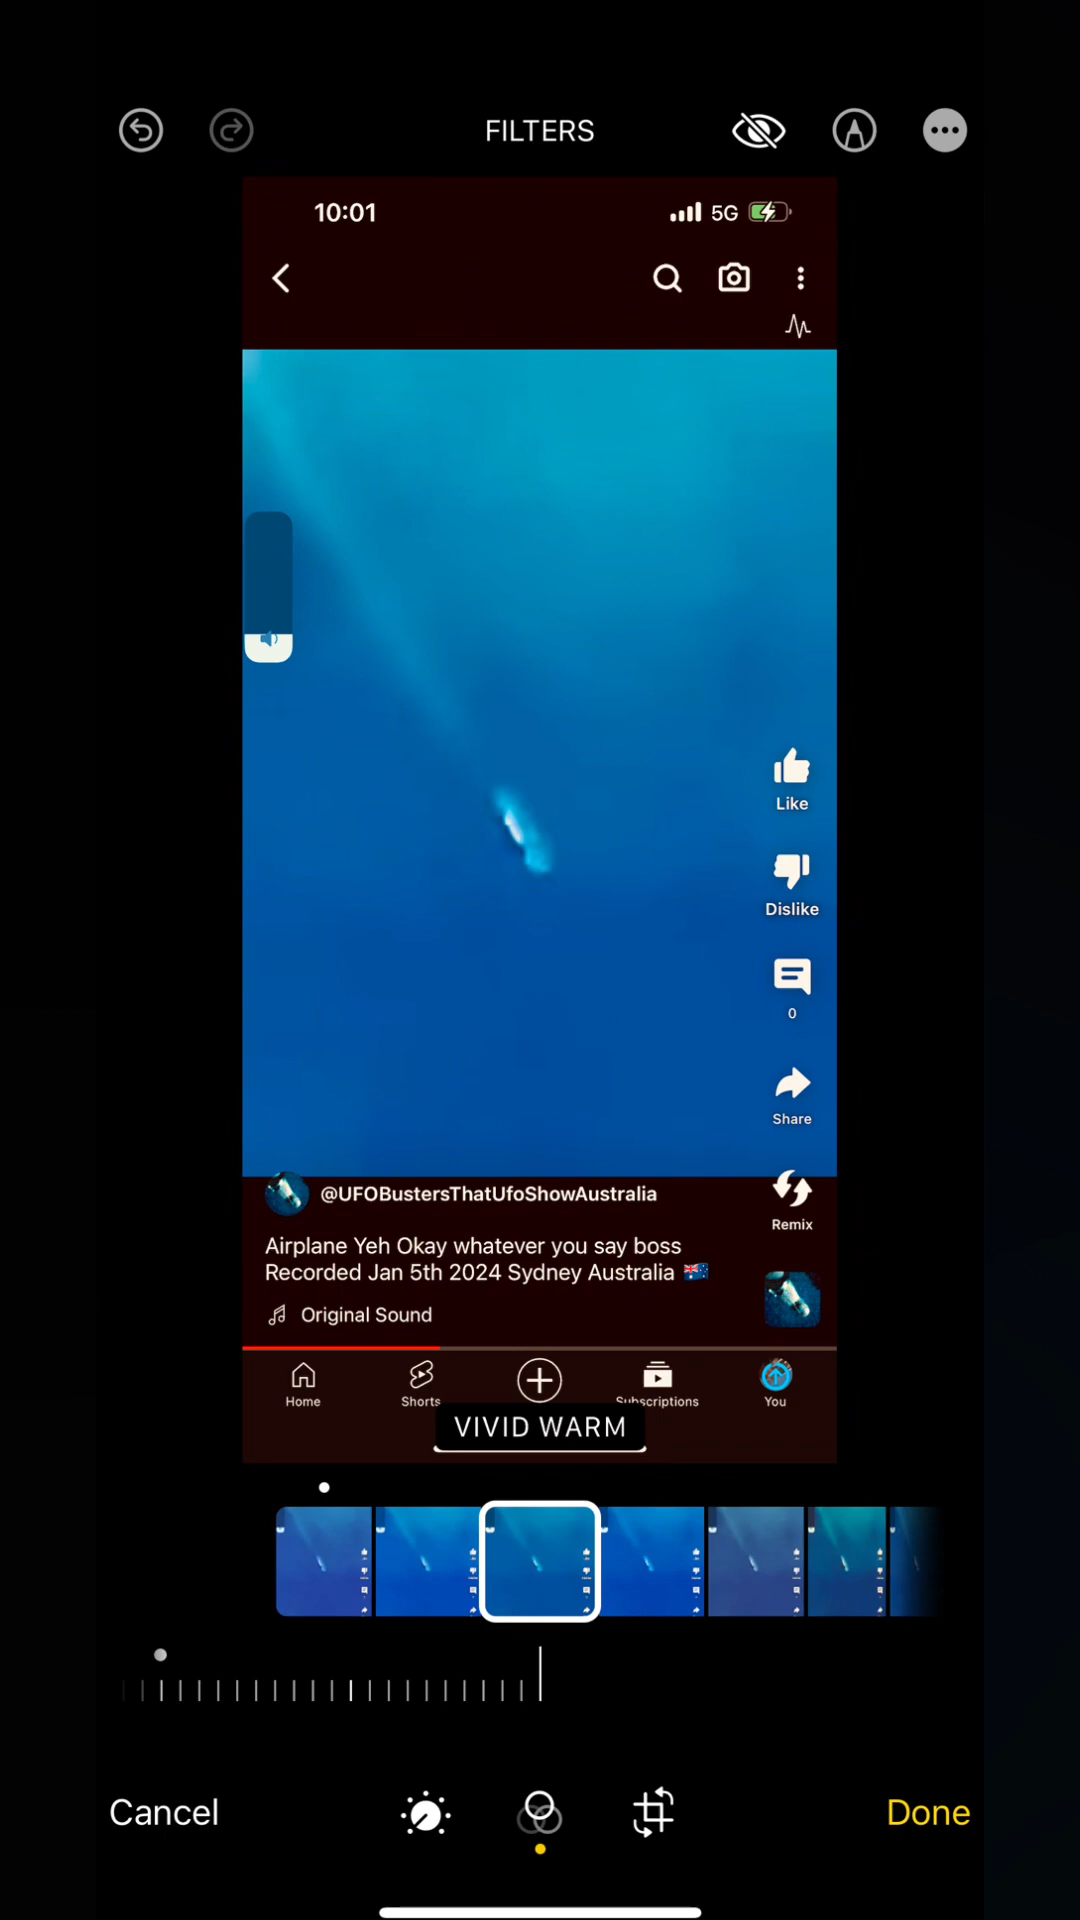 FILTERS
10:01
5G
Like
Dislike
0
Share
@UFOBustersThatUfoShowAustralia
Remix
Airplane Yeh Okay whatever you say boss
Recorded Jan 5th 2024 Sydney Australia 🇦🇺
Original Sound
Home
Shorts
Subscriptions
You
VIVID WARM
Cancel
Done